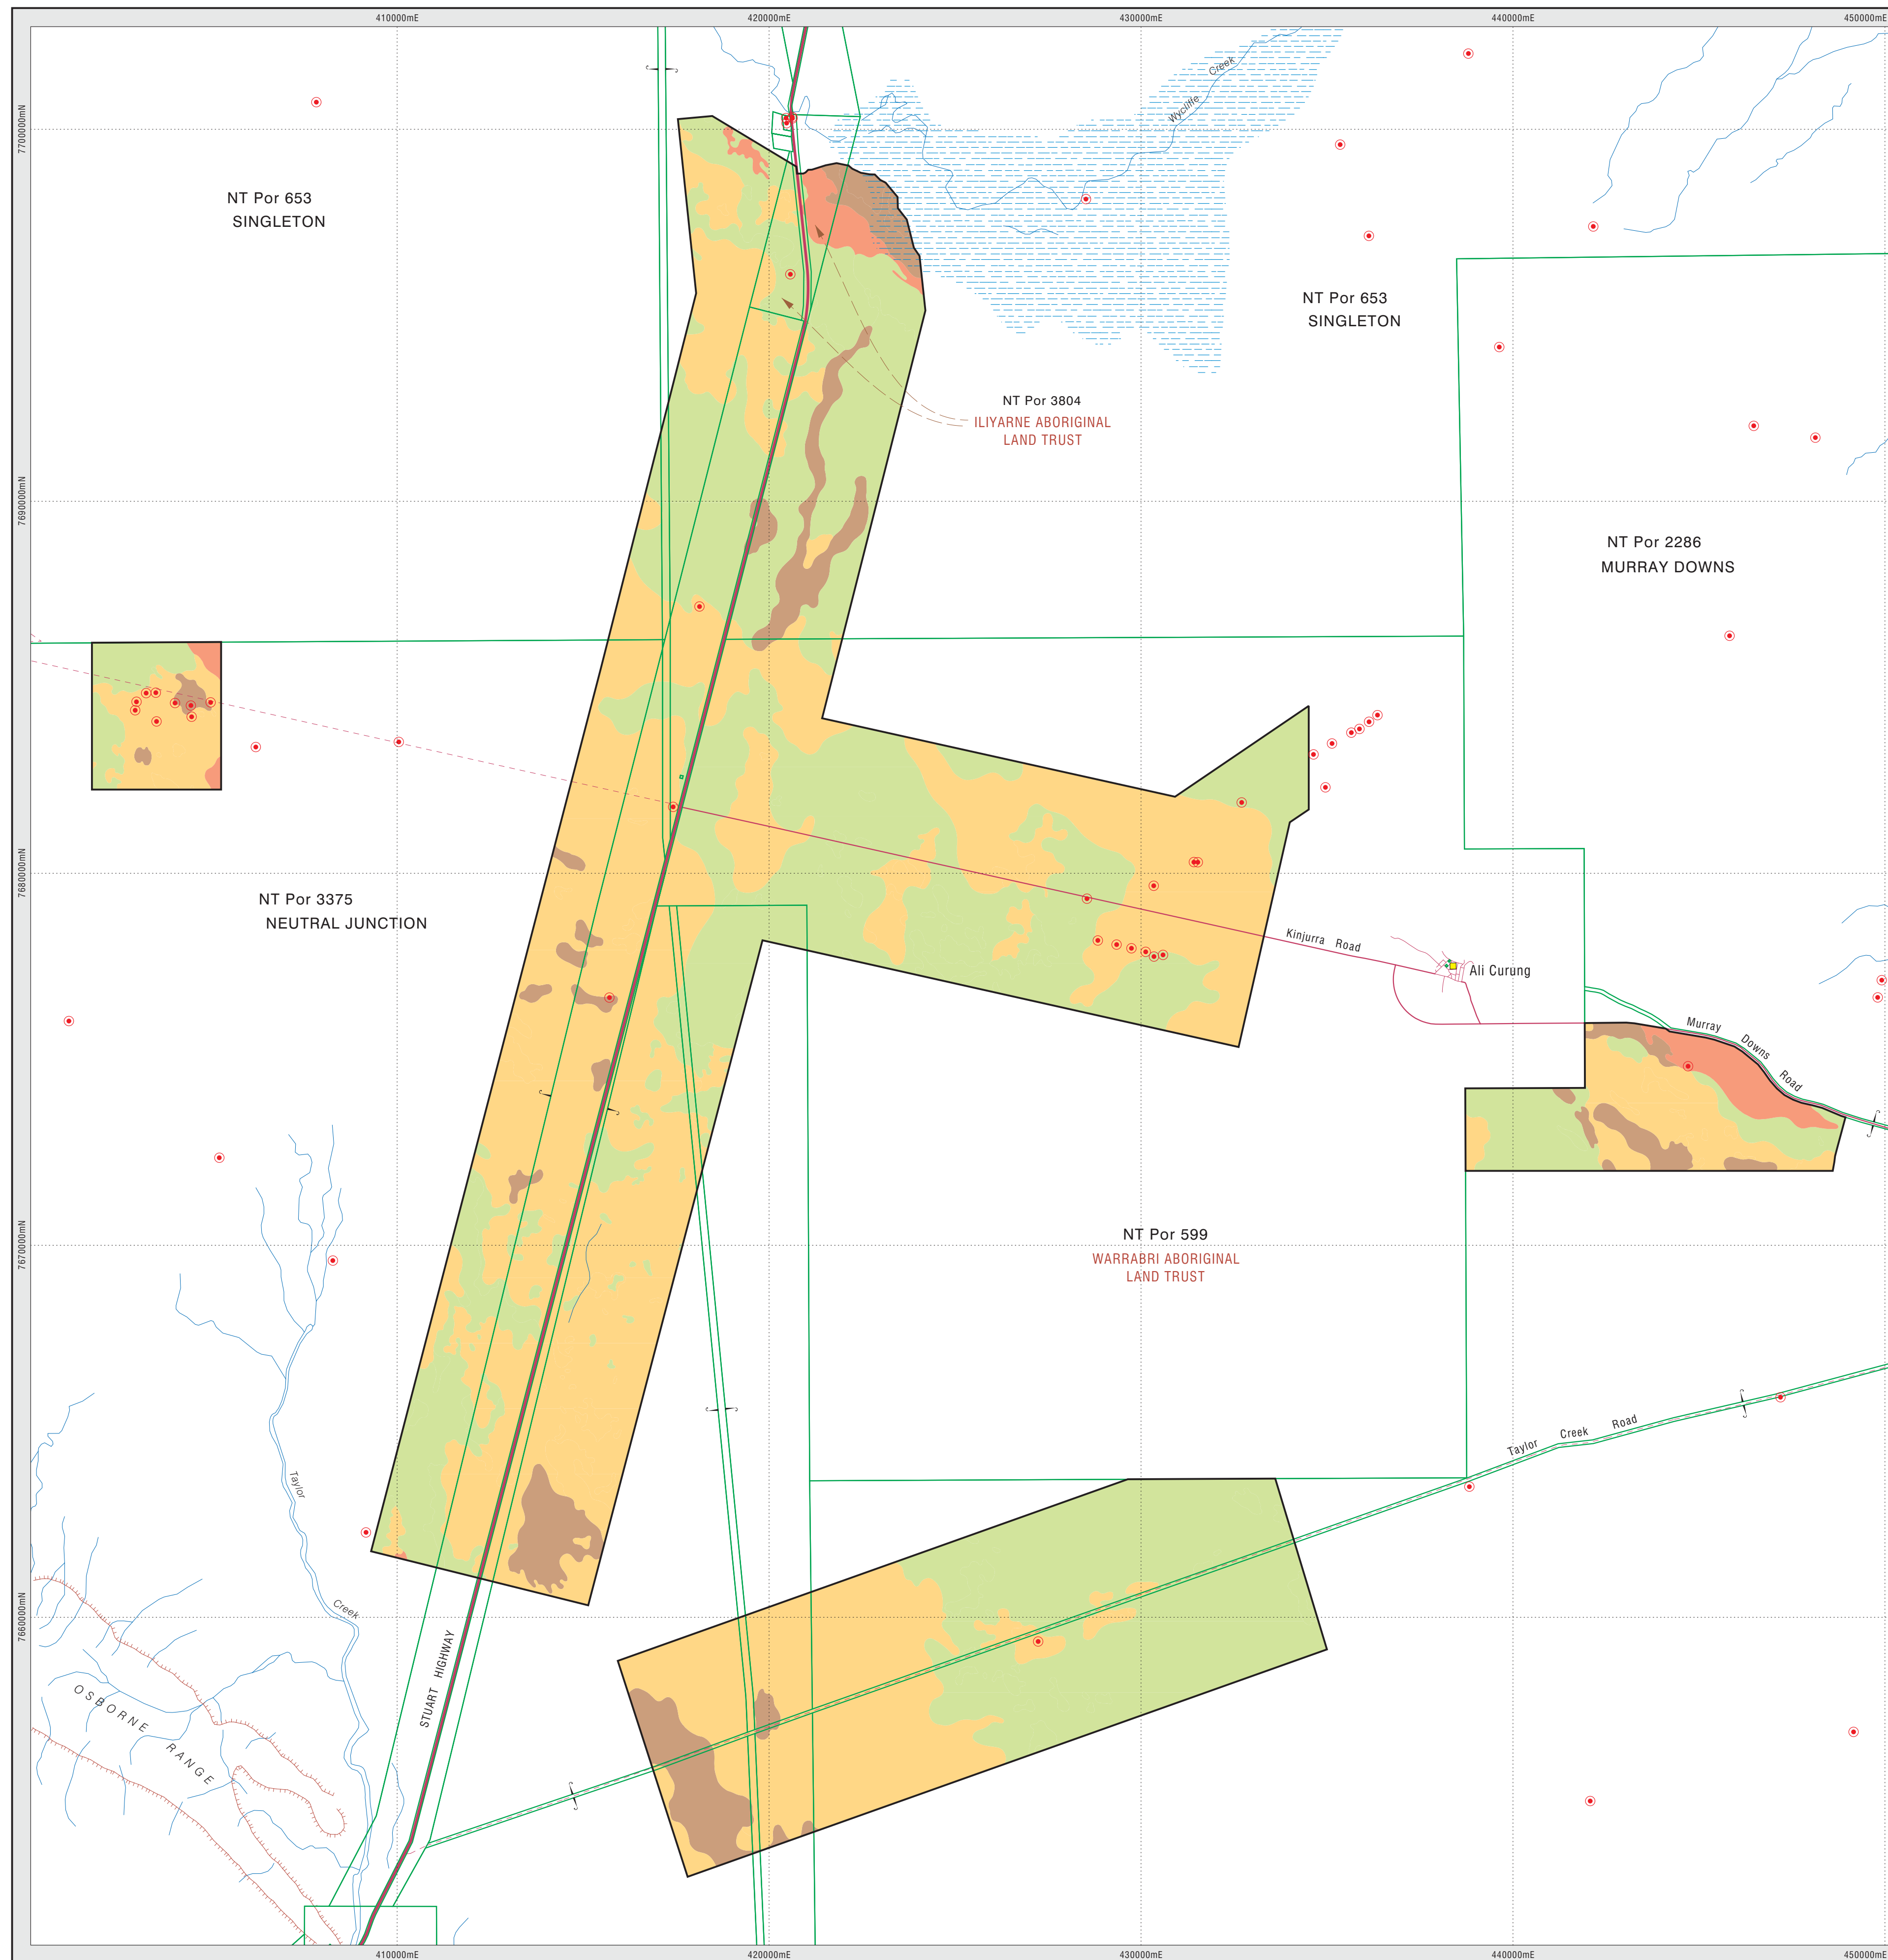 410000mE
420000mE
430000mE
440000mE
450000mE
7700000mN
7690000mN
7680000mN
7670000mN
7660000mN
Wycliffe Creek
NT Por 653
SINGLETON
NT Por 653
SINGLETON
NT Por 3804
ILIYARNE ABORIGINAL
LAND TRUST
NT Por 2286
MURRAY DOWNS
NT Por 3375
NEUTRAL JUNCTION
Kinjurra Road
Ali Curung
Murray Downs Road
NT Por 599
WARRABRI ABORIGINAL
LAND TRUST
Taylor Creek Road
Taylor
Creek
STUART HIGHWAY
OSBORNE
RANGE
410000mE
420000mE
430000mE
440000mE
450000mE